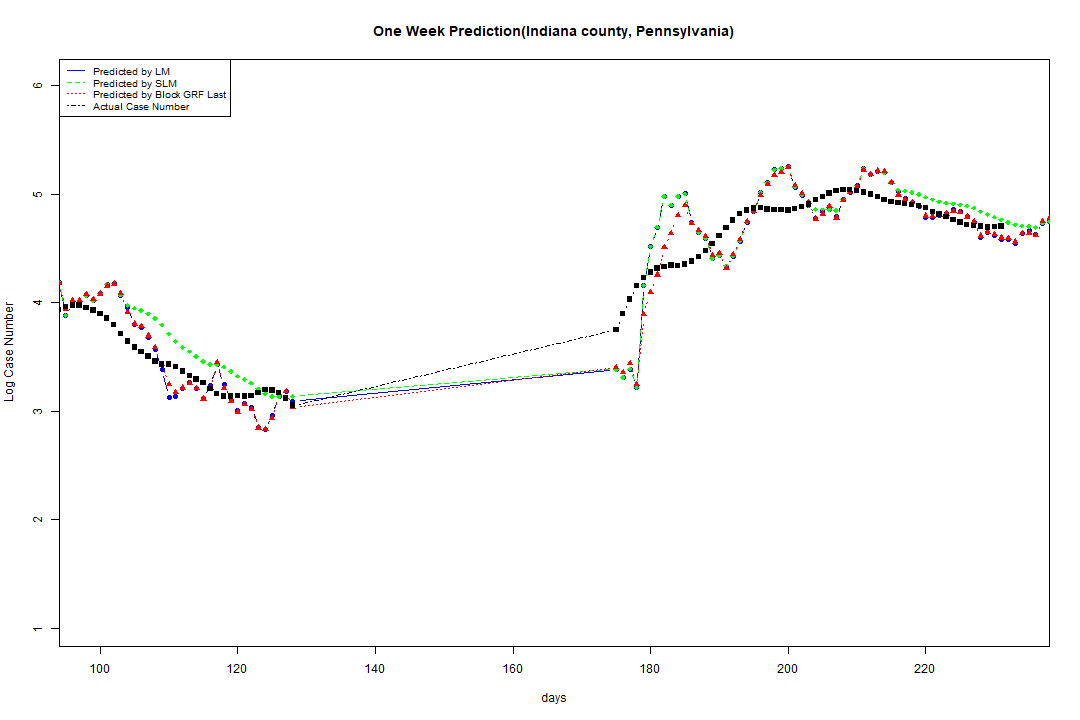 One Week Prediction(Indiana county, Pennsylvania)
Predicted by LM
Predicted by SLM
Predicted by Block GRF Last
Actual Case Number
Log Case Number
6
5
4
3
2
1
100 120 140 160 180 200 220
days